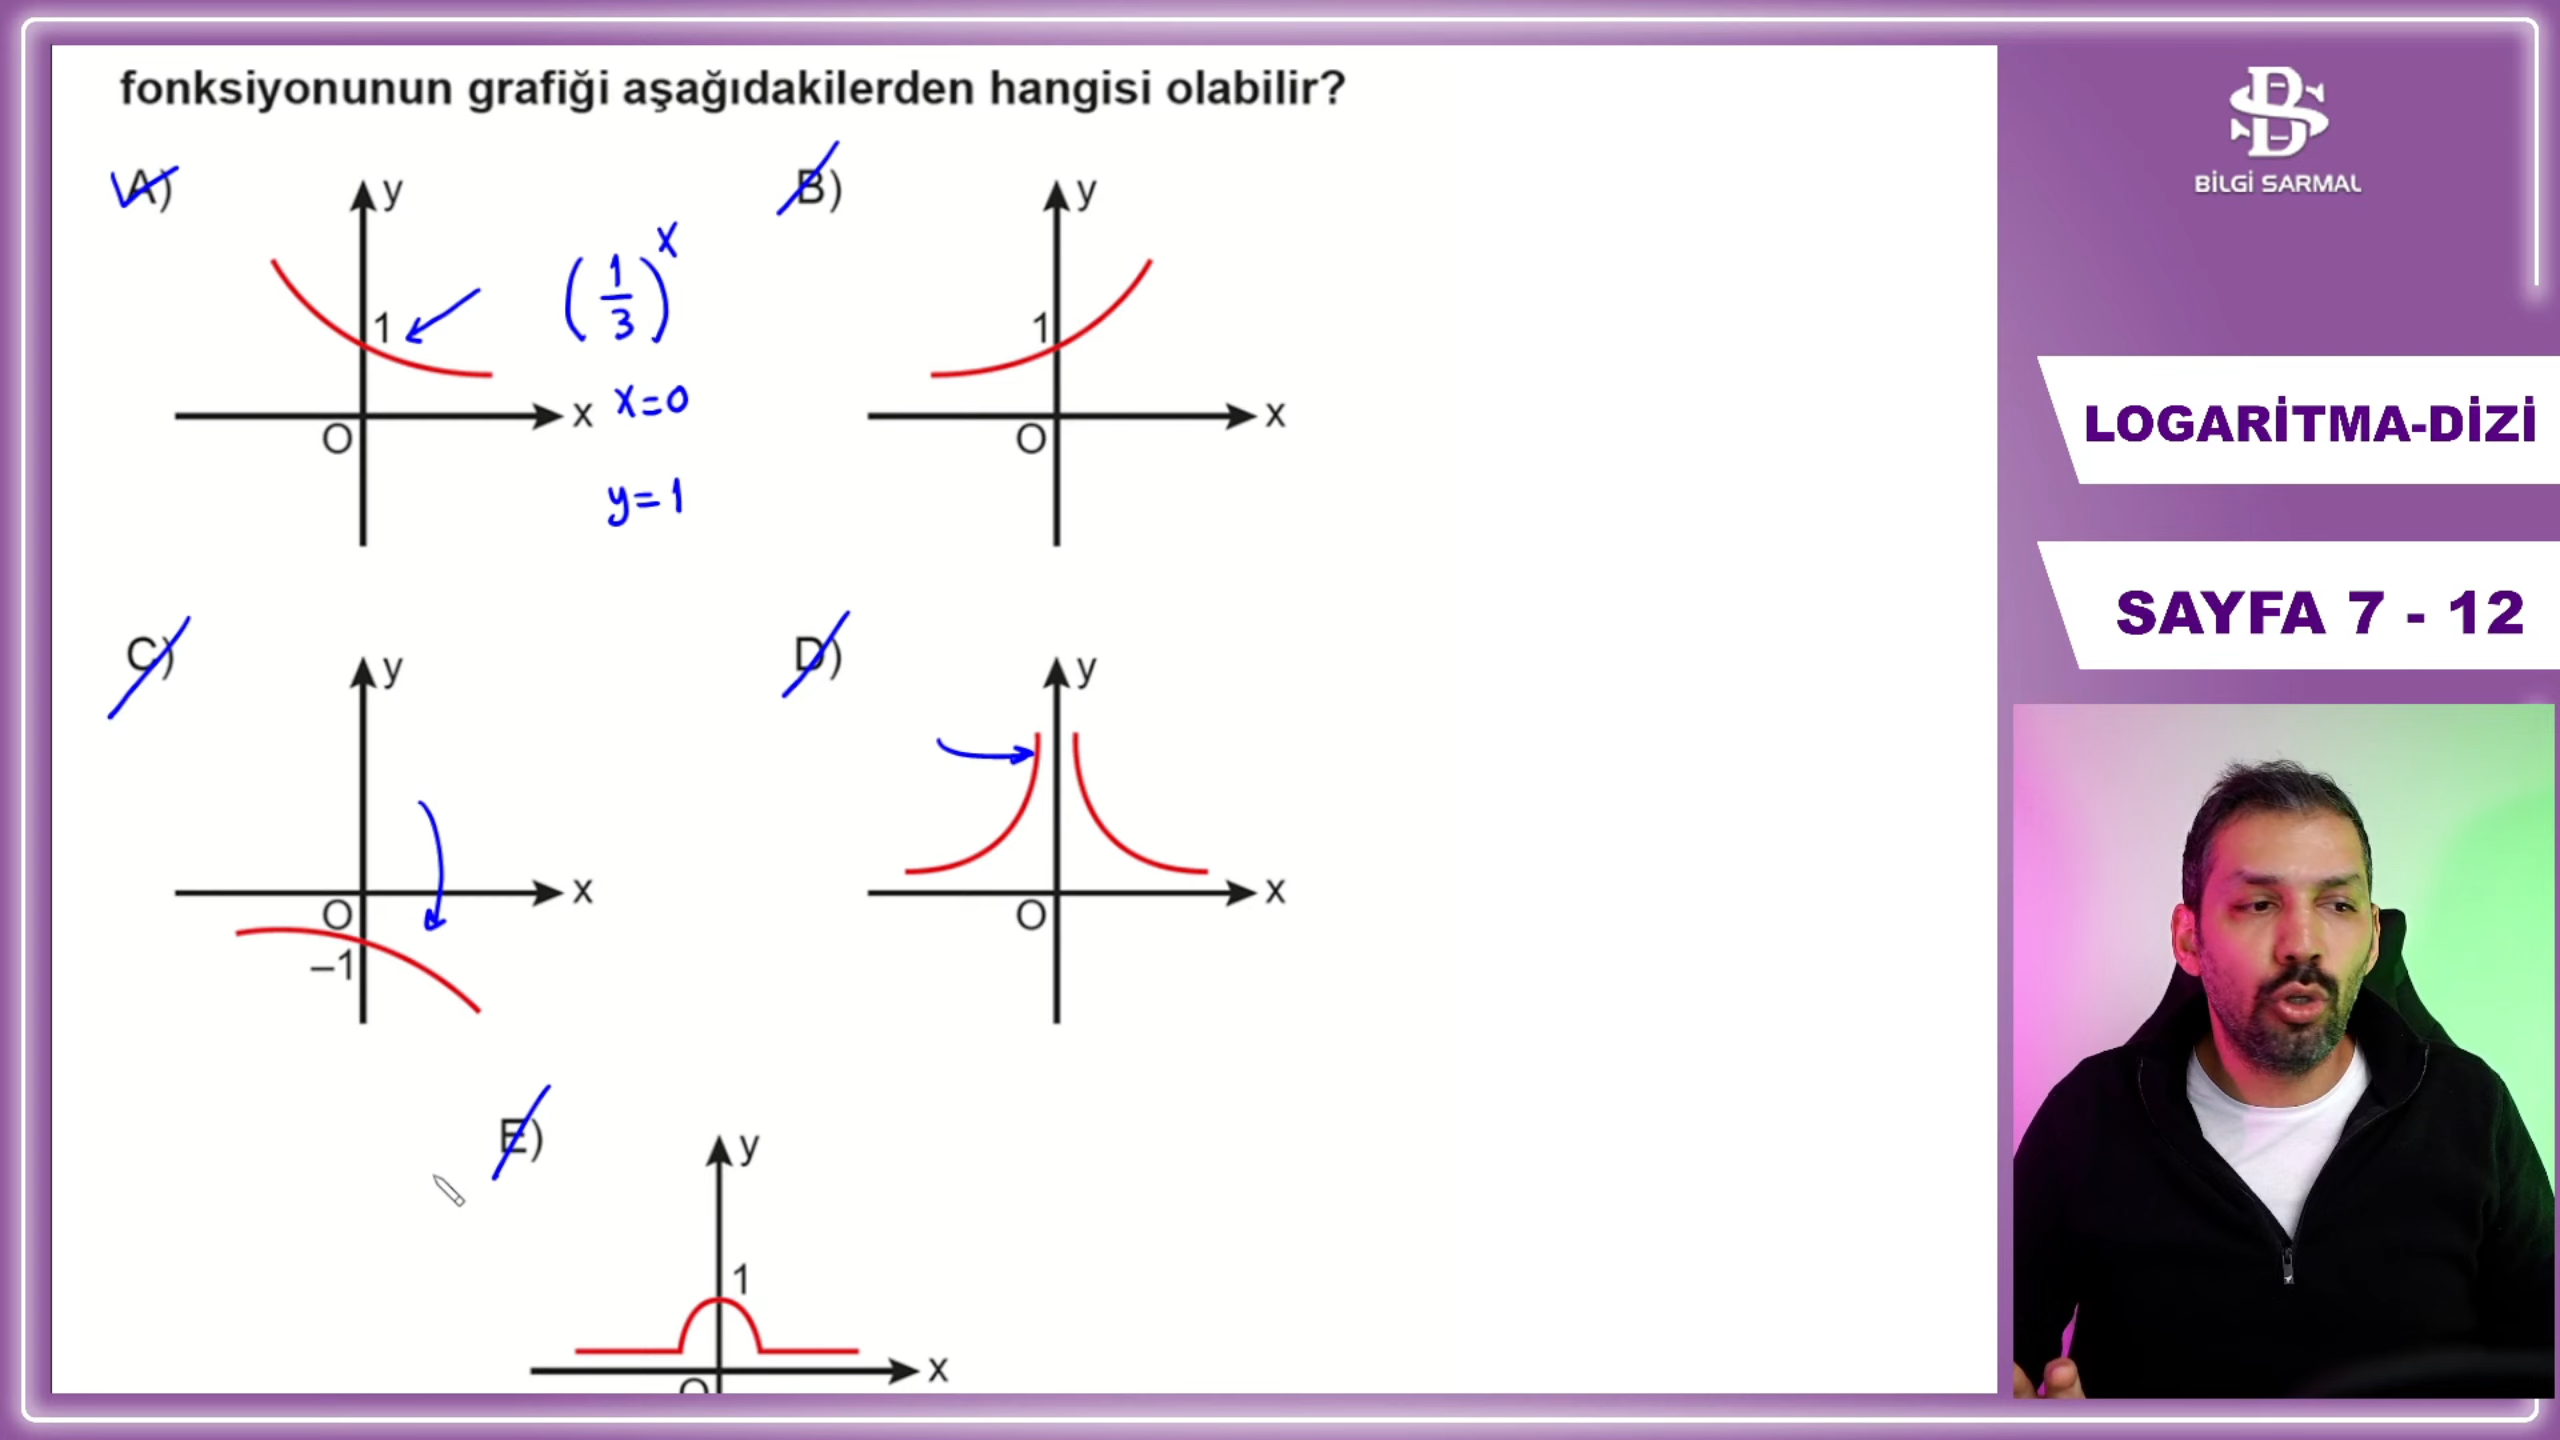 fonksiyonunun grafiği aşağıdakilerden hangisi olabilir?
A)
y
1
x
O
(1/3)^x
x=0
y=1
B)
y
1
x
O
C)
y
x
O
–1
D)
y
x
O
E)
y
1
x
O
BİLGİ SARMAL
LOGARİTMA-DİZİ
SAYFA 7 - 12